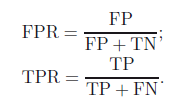 FPR = FP / (FP + TN);
TPR = TP / (TP + FN).